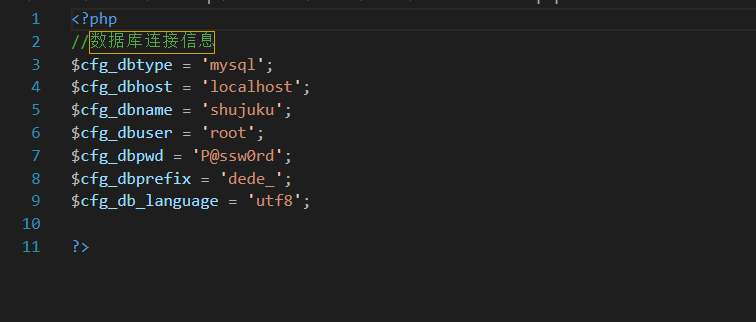 1 <?php
2 //数据库连接信息
3 $cfg_dbtype = 'mysql';
4 $cfg_dbhost = 'localhost';
5 $cfg_dbname = 'shujuku';
6 $cfg_dbuser = 'root';
7 $cfg_dbpwd = 'P@ssw0rd';
8 $cfg_dbprefix = 'dede_';
9 $cfg_db_language = 'utf8';
10
11 ?>